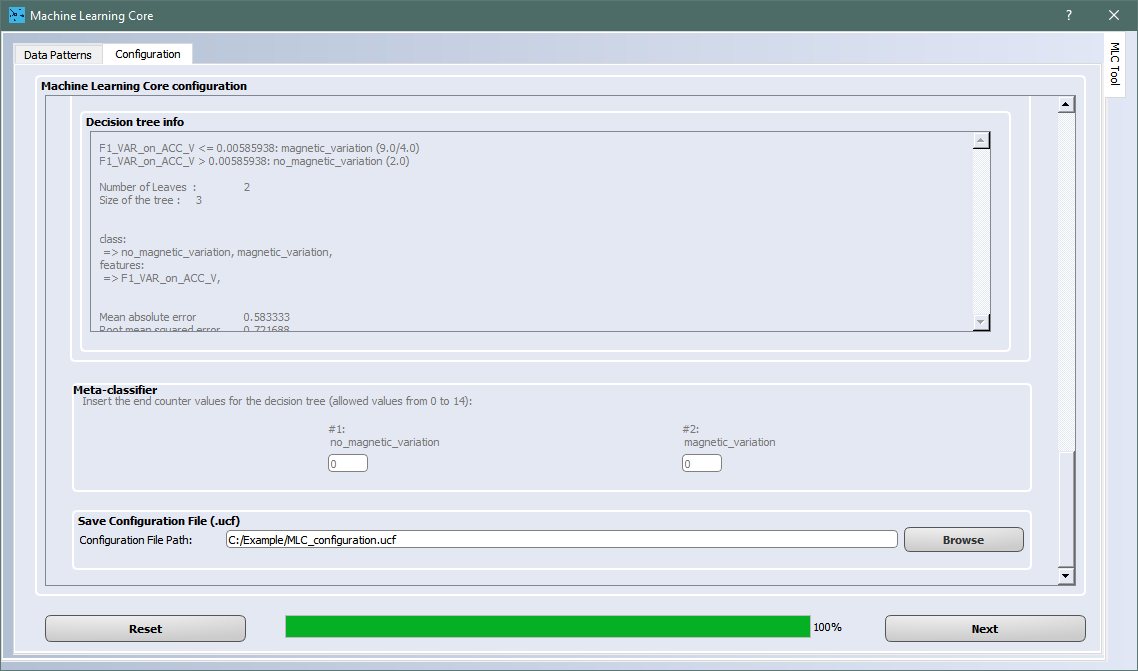 Machine Learning Core
?
MLC Tool
Data Patterns
Configuration
Machine Learning Core configuration
Decision tree info
F1_VAR_on_ACC_V <= 0.00585938: magnetic_variation (9.0/4.0)
F1_VAR_on_ACC_V > 0.00585938: no_magnetic_variation (2.0)
Number of Leaves : 2
Size of the tree : 3
class:
=> no_magnetic_variation, magnetic_variation,
features:
=> F1_VAR_on_ACC_V,
Mean absolute error 0.583333
Root mean squared error 0.721688
Meta-classifier
Insert the end counter values for the decision tree (allowed values from 0 to 14):
#1:
no_magnetic_variation
0
#2:
magnetic_variation
0
Save Configuration File (.ucf)
Configuration File Path: C:/Example/MLC_configuration.ucf Browse
Reset
100%
Next